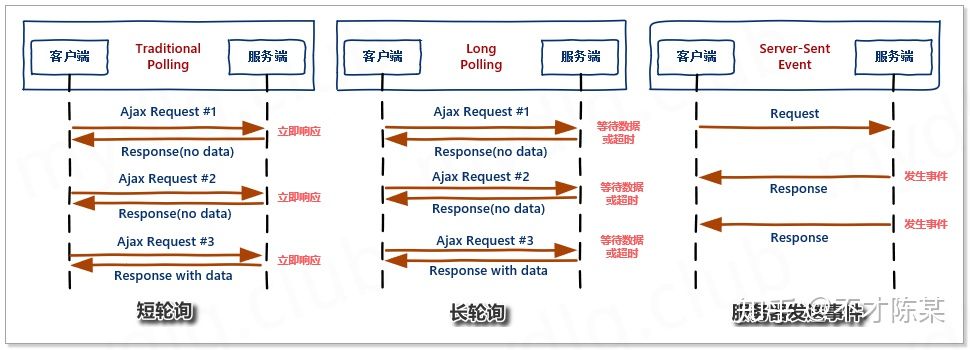 客户端
Traditional
Polling
服务端
Ajax Request #1
立即响应
Response(no data)
Ajax Request #2
立即响应
Response(no data)
Ajax Request #3
立即响应
Response with data
短轮询
客户端
Long
Polling
服务端
Ajax Request #1
等待数据
或超时
Response(no data)
Ajax Request #2
等待数据
或超时
Response(no data)
Ajax Request #3
等待数据
或超时
Response with data
长轮询
客户端
Server-Sent
Event
服务端
Request
发生事件
Response
发生事件
Response
服务器发送事件
知乎 @不才陈某